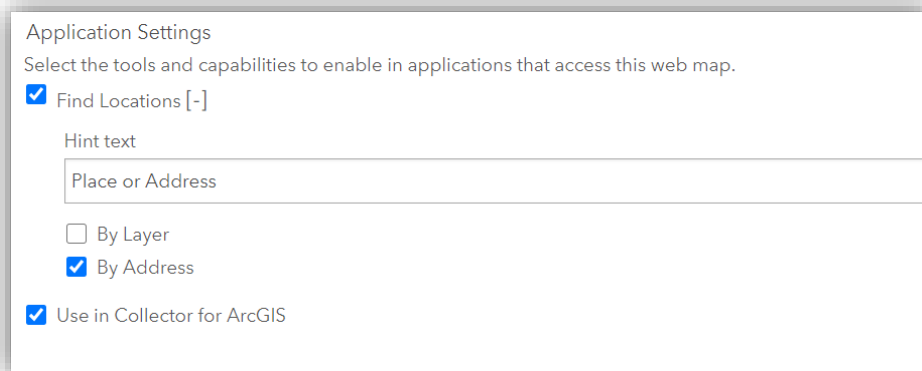 Application Settings
Select the tools and capabilities to enable in applications that access this web map.
Find Locations [-]
Hint text
Place or Address
By Layer
By Address
Use in Collector for ArcGIS